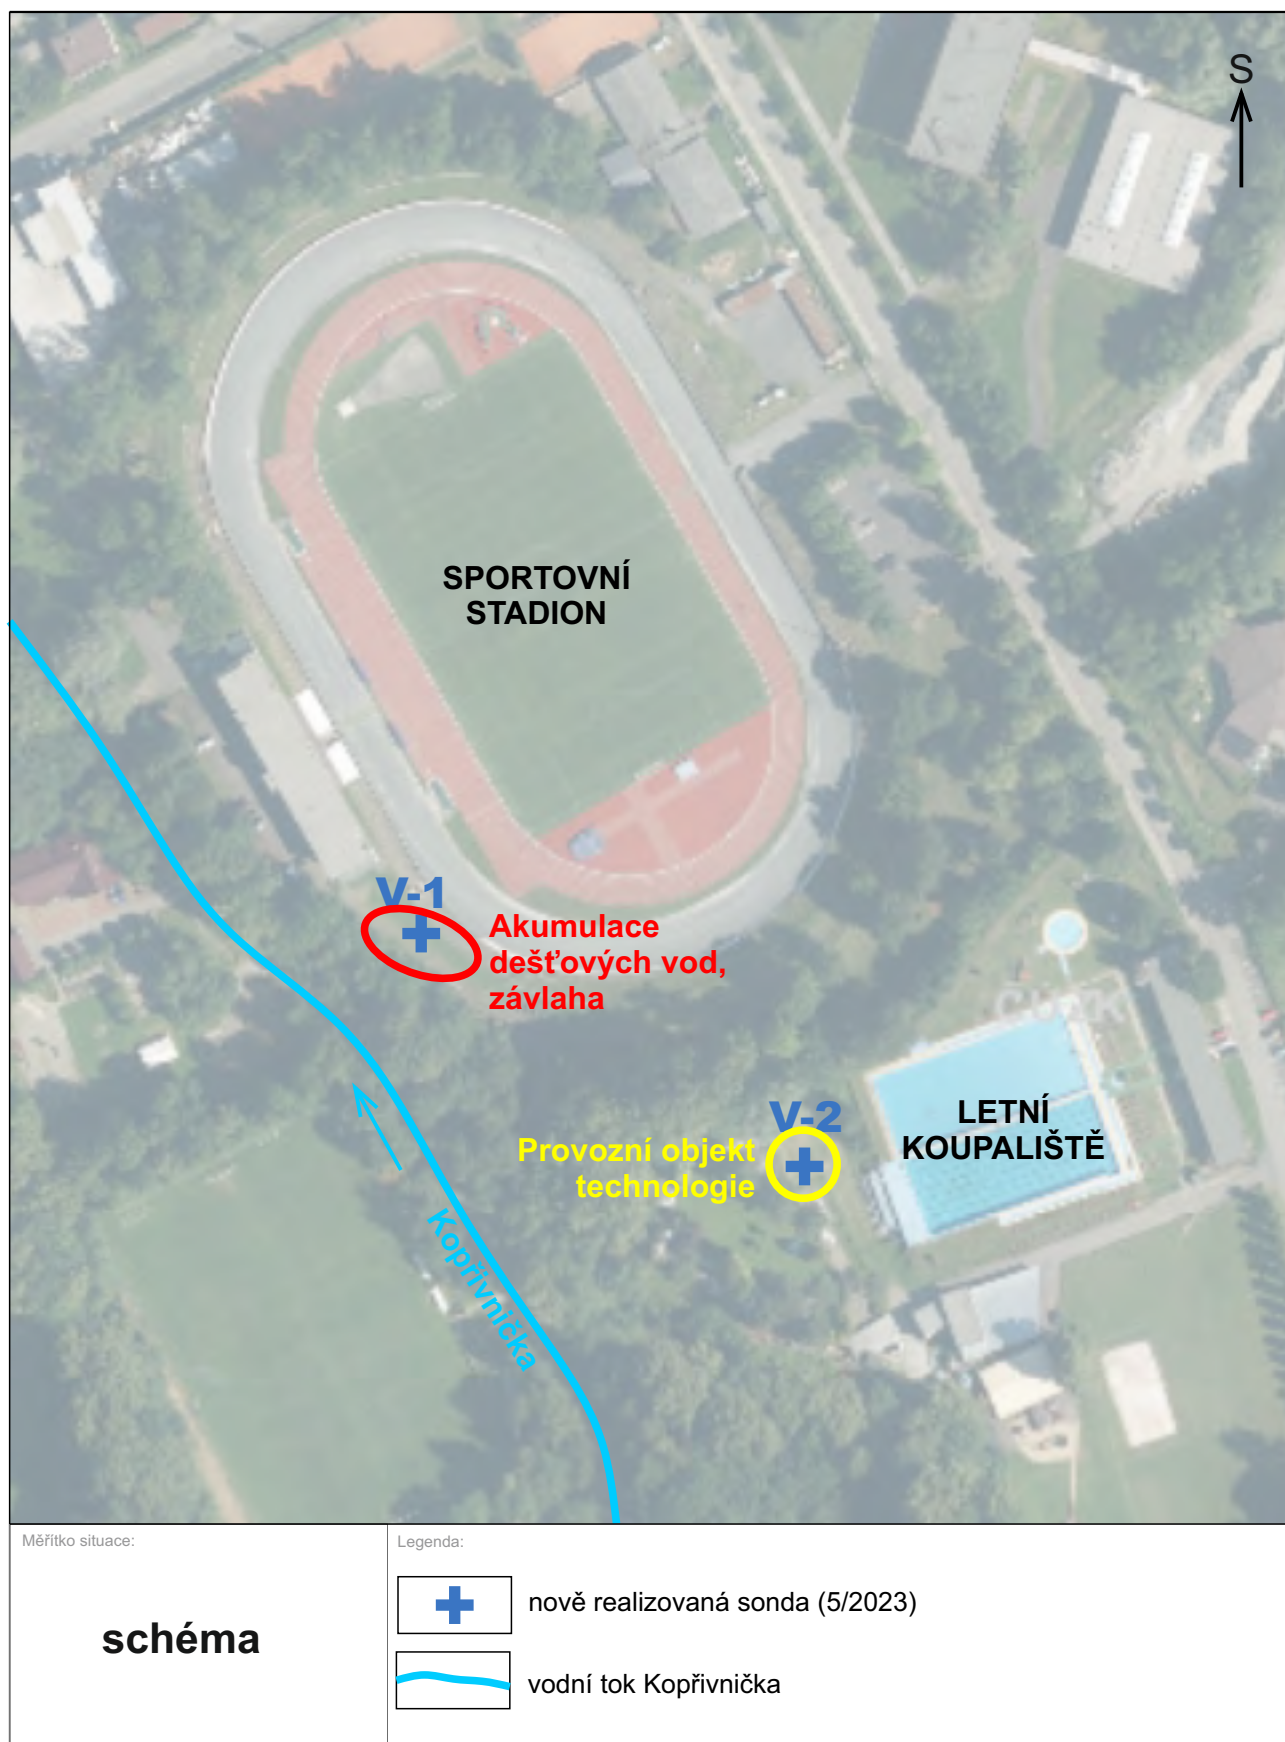 S
SPORTOVNÍ
STADION
V-1
Akumulace
dešťových vod,
závlaha
V-2
Provozní objekt
technologie
LETNÍ
KOUPALIŠTĚ
Kopřivnička
Měřítko situace:
schéma
Legenda:
nově realizovaná sonda (5/2023)
vodní tok Kopřivnička